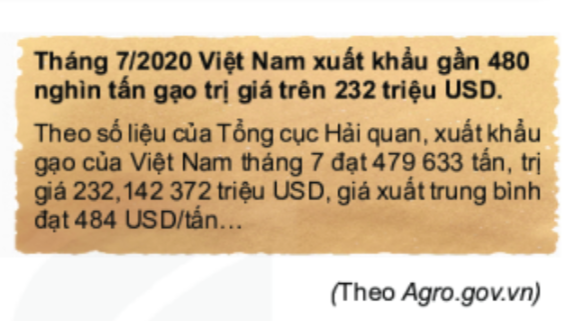 Tháng 7/2020 Việt Nam xuất khẩu gần 480
nghìn tấn gạo trị giá trên 232 triệu USD.
Theo số liệu của Tổng cục Hải quan, xuất khẩu
gạo của Việt Nam tháng 7 đạt 479 633 tấn, trị
giá 232,142 372 triệu USD, giá xuất trung bình
đạt 484 USD/tấn...
(Theo Agro.gov.vn)